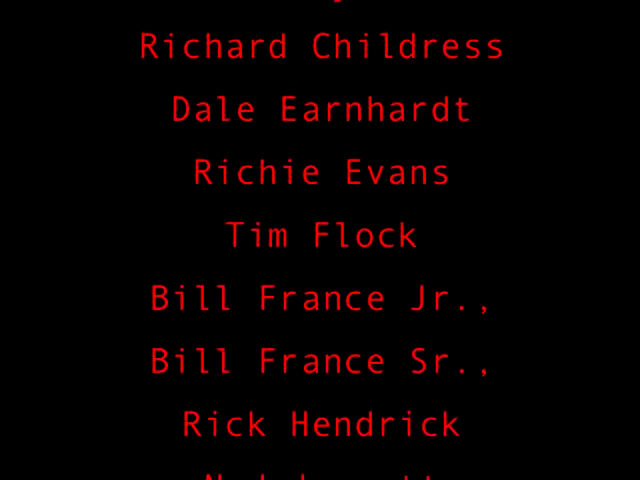 Richard Childress
Dale Earnhardt
Richie Evans
Tim Flock
Bill France Jr.,
Bill France Sr.,
Rick Hendrick